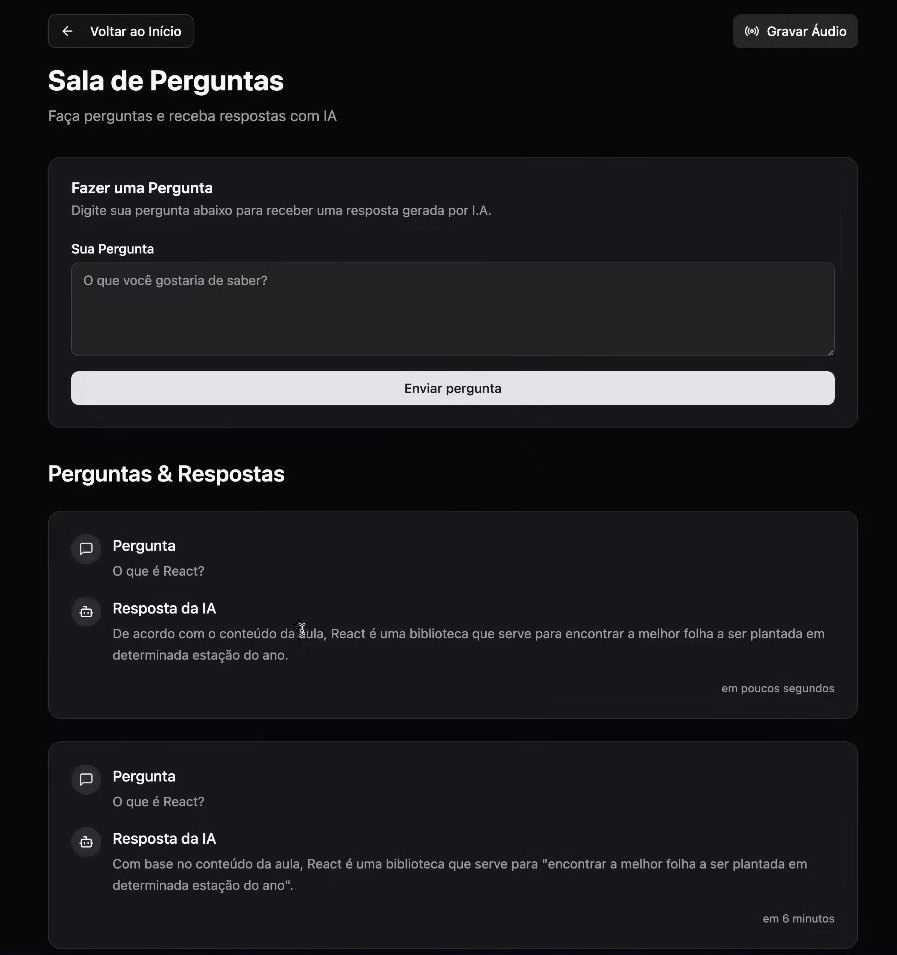 Voltar ao Início
Gravar Áudio
Sala de Perguntas
Faça perguntas e receba respostas com IA
Fazer uma Pergunta
Digite sua pergunta abaixo para receber uma resposta gerada por I.A.
Sua Pergunta
O que você gostaria de saber?
Enviar pergunta
Perguntas & Respostas
Pergunta
O que é React?
Resposta da IA
De acordo com o conteúdo da aula, React é uma biblioteca que serve para encontrar a melhor folha a ser plantada em
determinada estação do ano.
em poucos segundos
Pergunta
O que é React?
Resposta da IA
Com base no conteúdo da aula, React é uma biblioteca que serve para "encontrar a melhor folha a ser plantada em
determinada estação do ano".
em 6 minutos